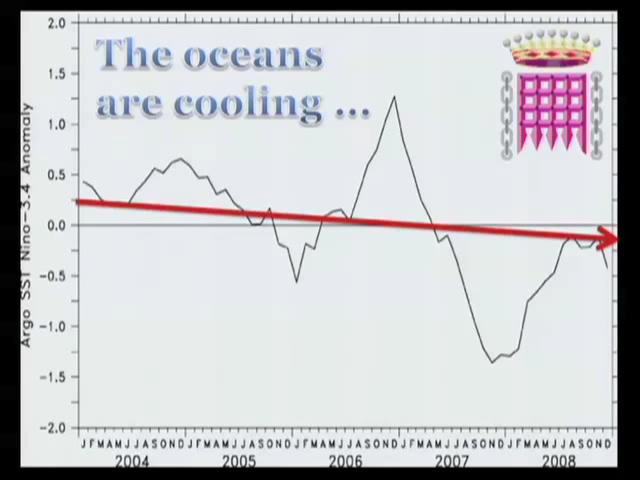 The oceans
are cooling ...
2.0
1.5
1.0
0.5
0.0
−0.5
−1.0
−1.5
−2.0
Argo SST Nino−3.4 Anomaly
J F M A M J J A S O N D J F M A M J J A S O N D J F M A M J J A S O N D J F M A M J J A S O N D J F M A M J J A S O N D
2004 2005 2006 2007 2008